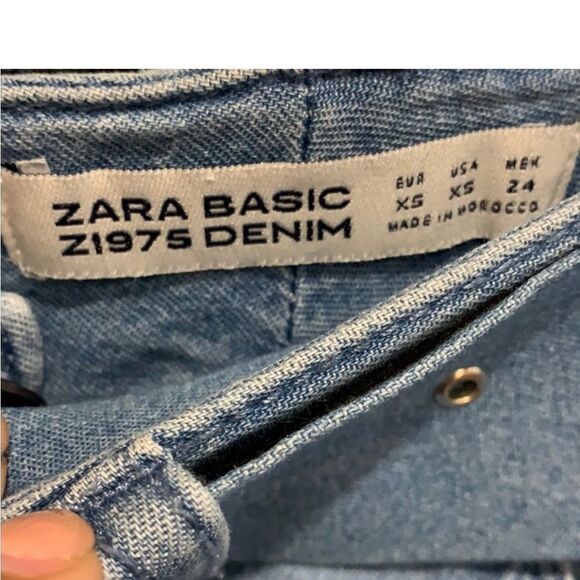 ZARA BASIC
Z1975 DENIM
EUR USA MEX
XS XS 24
MADE IN MOROCCO